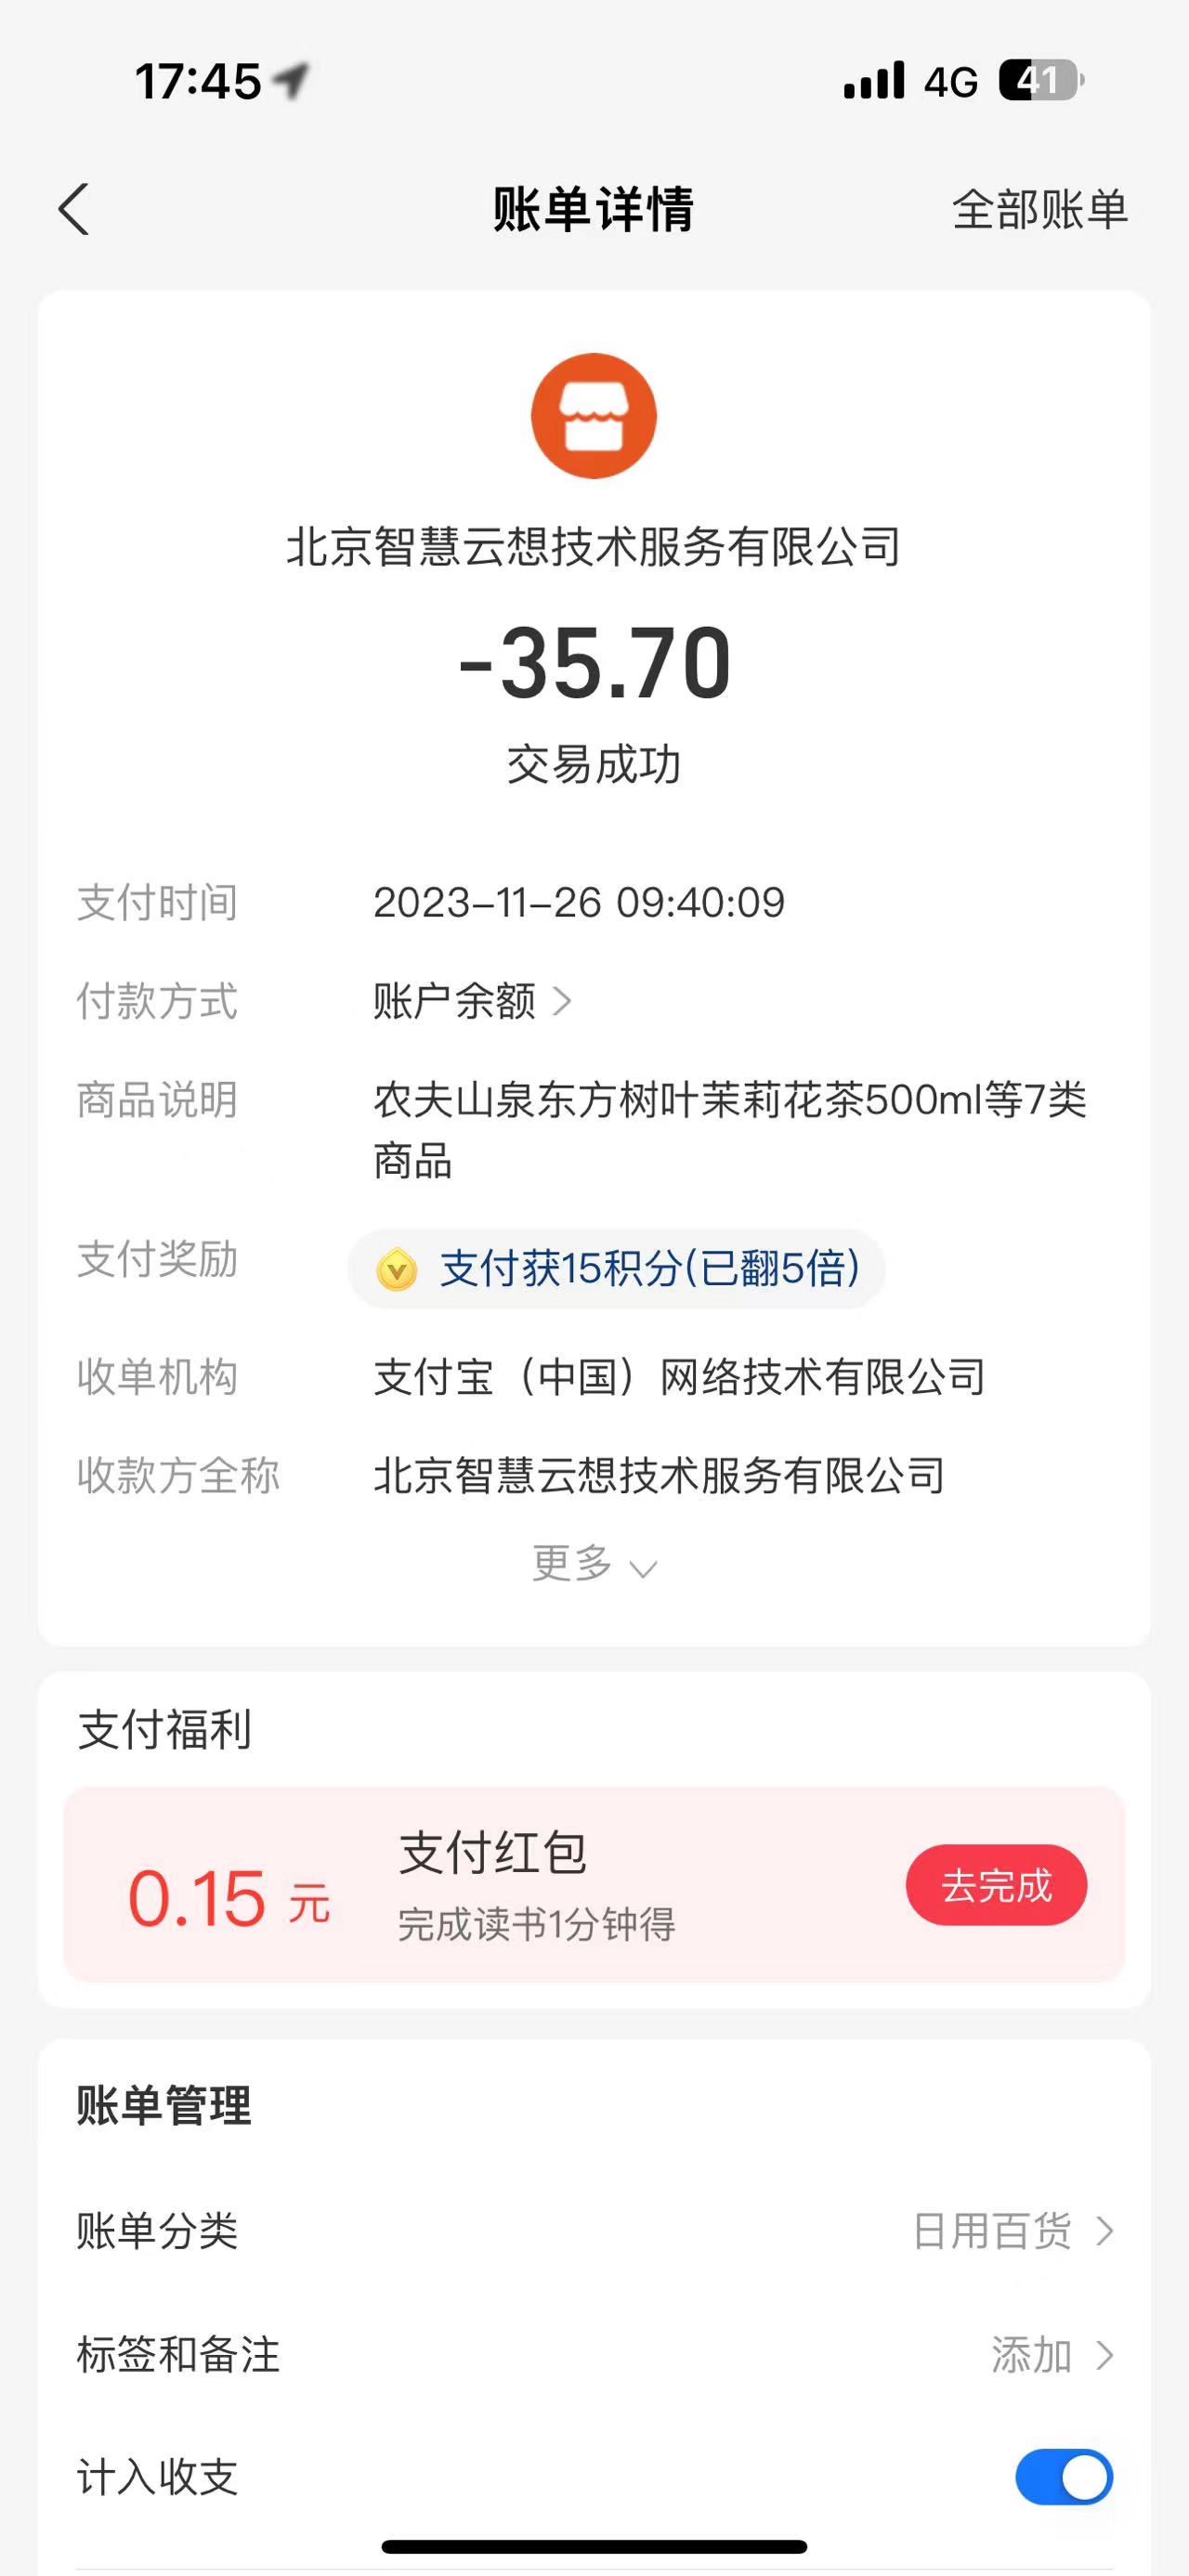 17:45 4G 41
账单详情 全部账单
北京智慧云想技术服务有限公司
-35.70
交易成功
支付时间 2023-11-26 09:40:09
付款方式 账户余额
商品说明 农夫山泉东方树叶茉莉花茶500ml等7类
商品
支付奖励 支付获15积分(已翻5倍)
收单机构 支付宝（中国）网络技术有限公司
收款方全称 北京智慧云想技术服务有限公司
更多
支付福利
0.15 元 支付红包 去完成
完成读书1分钟得
账单管理
账单分类 日用百货
标签和备注 添加
计入收支